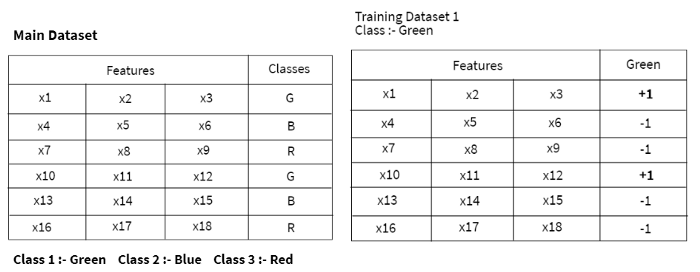 Main Dataset
Features Classes
x1 x2 x3 G
x4 x5 x6 B
x7 x8 x9 R
x10 x11 x12 G
x13 x14 x15 B
x16 x17 x18 R
Class 1 :- Green Class 2 :- Blue Class 3 :- Red
Training Dataset 1
Class :- Green
Features Green
x1 x2 x3 +1
x4 x5 x6 -1
x7 x8 x9 -1
x10 x11 x12 +1
x13 x14 x15 -1
x16 x17 x18 -1